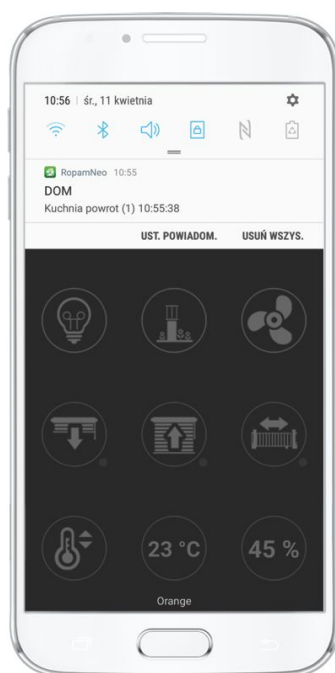 10:56 | śr., 11 kwietnia
RopamNeo 10:55
DOM
Kuchnia powrot (1) 10:55:38
UST. POWIADOM. USUŃ WSZYS.
23 °C 45 %
Orange